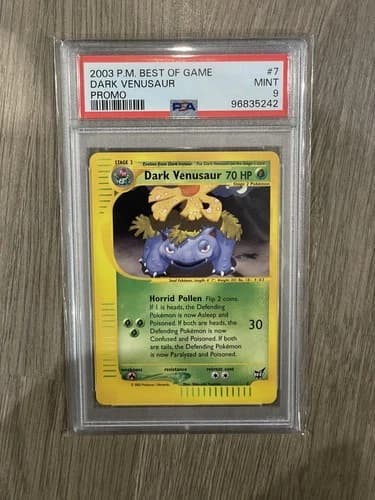 2003 P.M. BEST OF GAME #7
DARK VENUSAUR MINT
PROMO 9
PSA 96835242
STAGE 2 Evolves from Dark Ivysaur
Dark Venusaur 70 HP
Stage 2 Pokémon
Horrid Pollen Flip 2 coins.
If 1 is heads, the Defending
Pokémon is now Asleep and
Poisoned. If both are heads, the
Defending Pokémon is now
Confused and Poisoned. If both
are tails, the Defending Pokémon
is now Paralyzed and Poisoned.
30
weakness resistance retreat cost